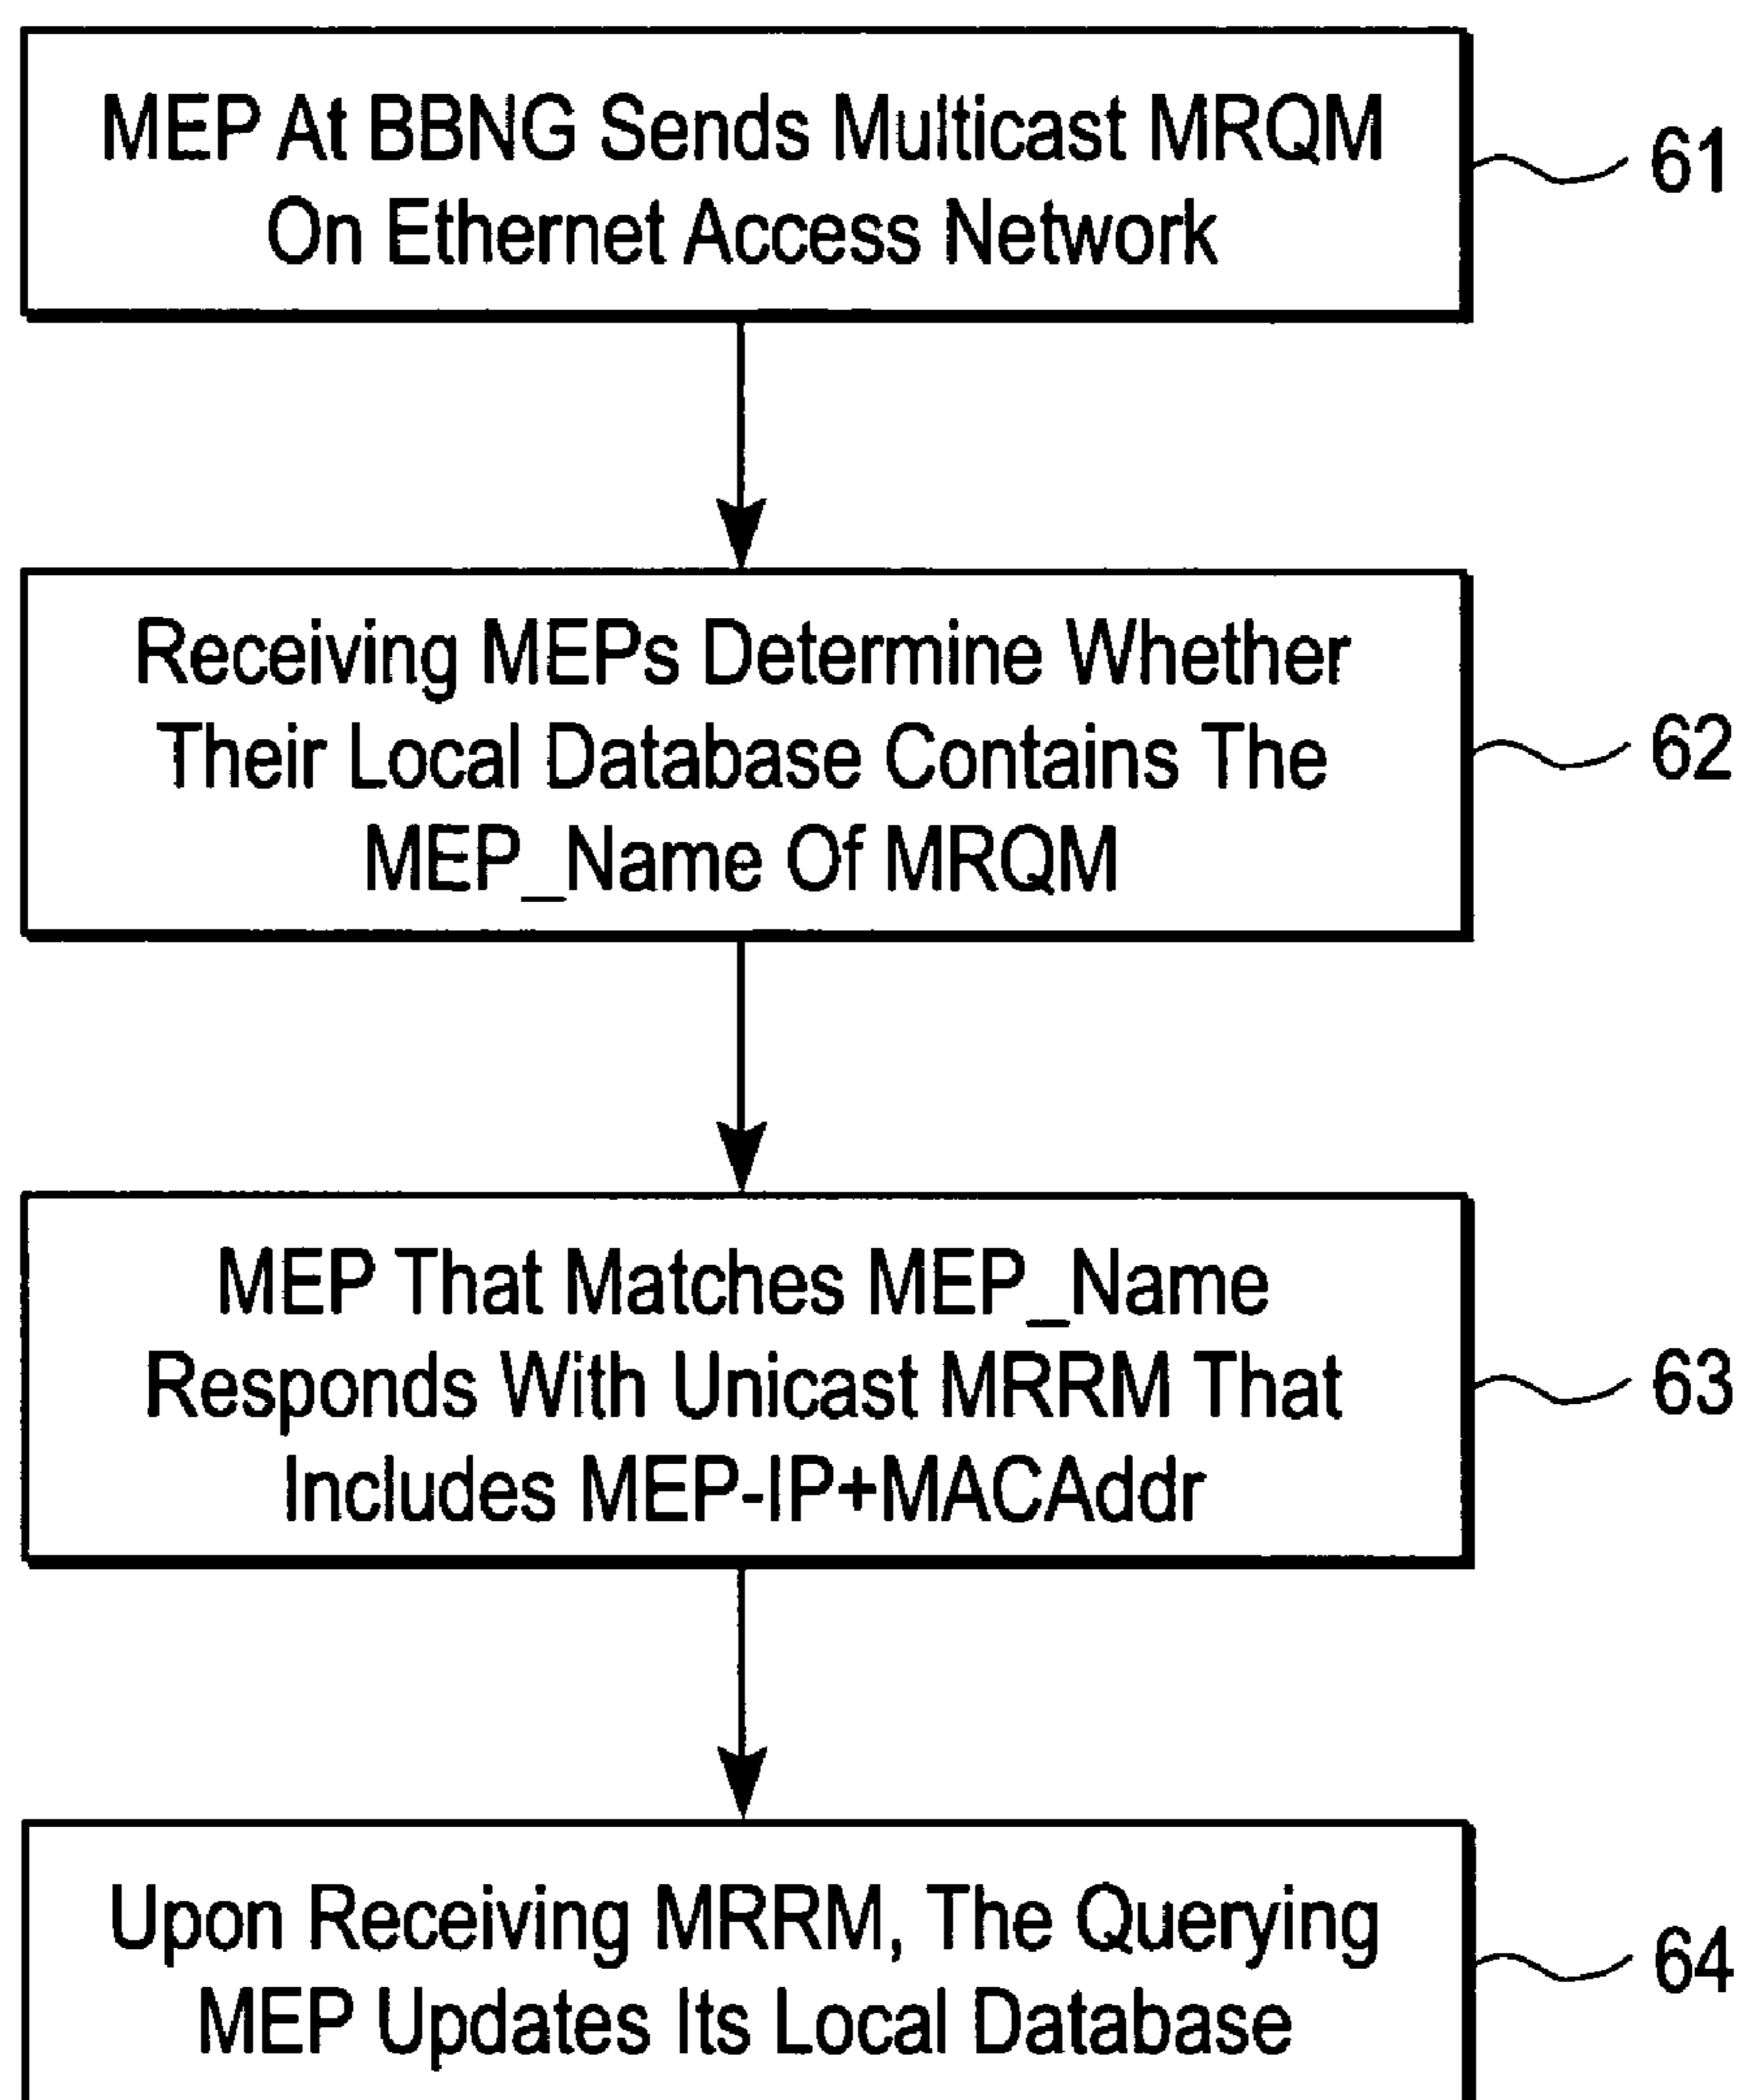 MEP At BBNG Sends Multicast MRQM
On Ethernet Access Network
61
Receiving MEPs Determine Whether
Their Local Database Contains The
MEP_Name Of MRQM
62
MEP That Matches MEP_Name
Responds With Unicast MRRM That
Includes MEP-IP+MACAddr
63
Upon Receiving MRRM, The Querying
MEP Updates Its Local Database
64